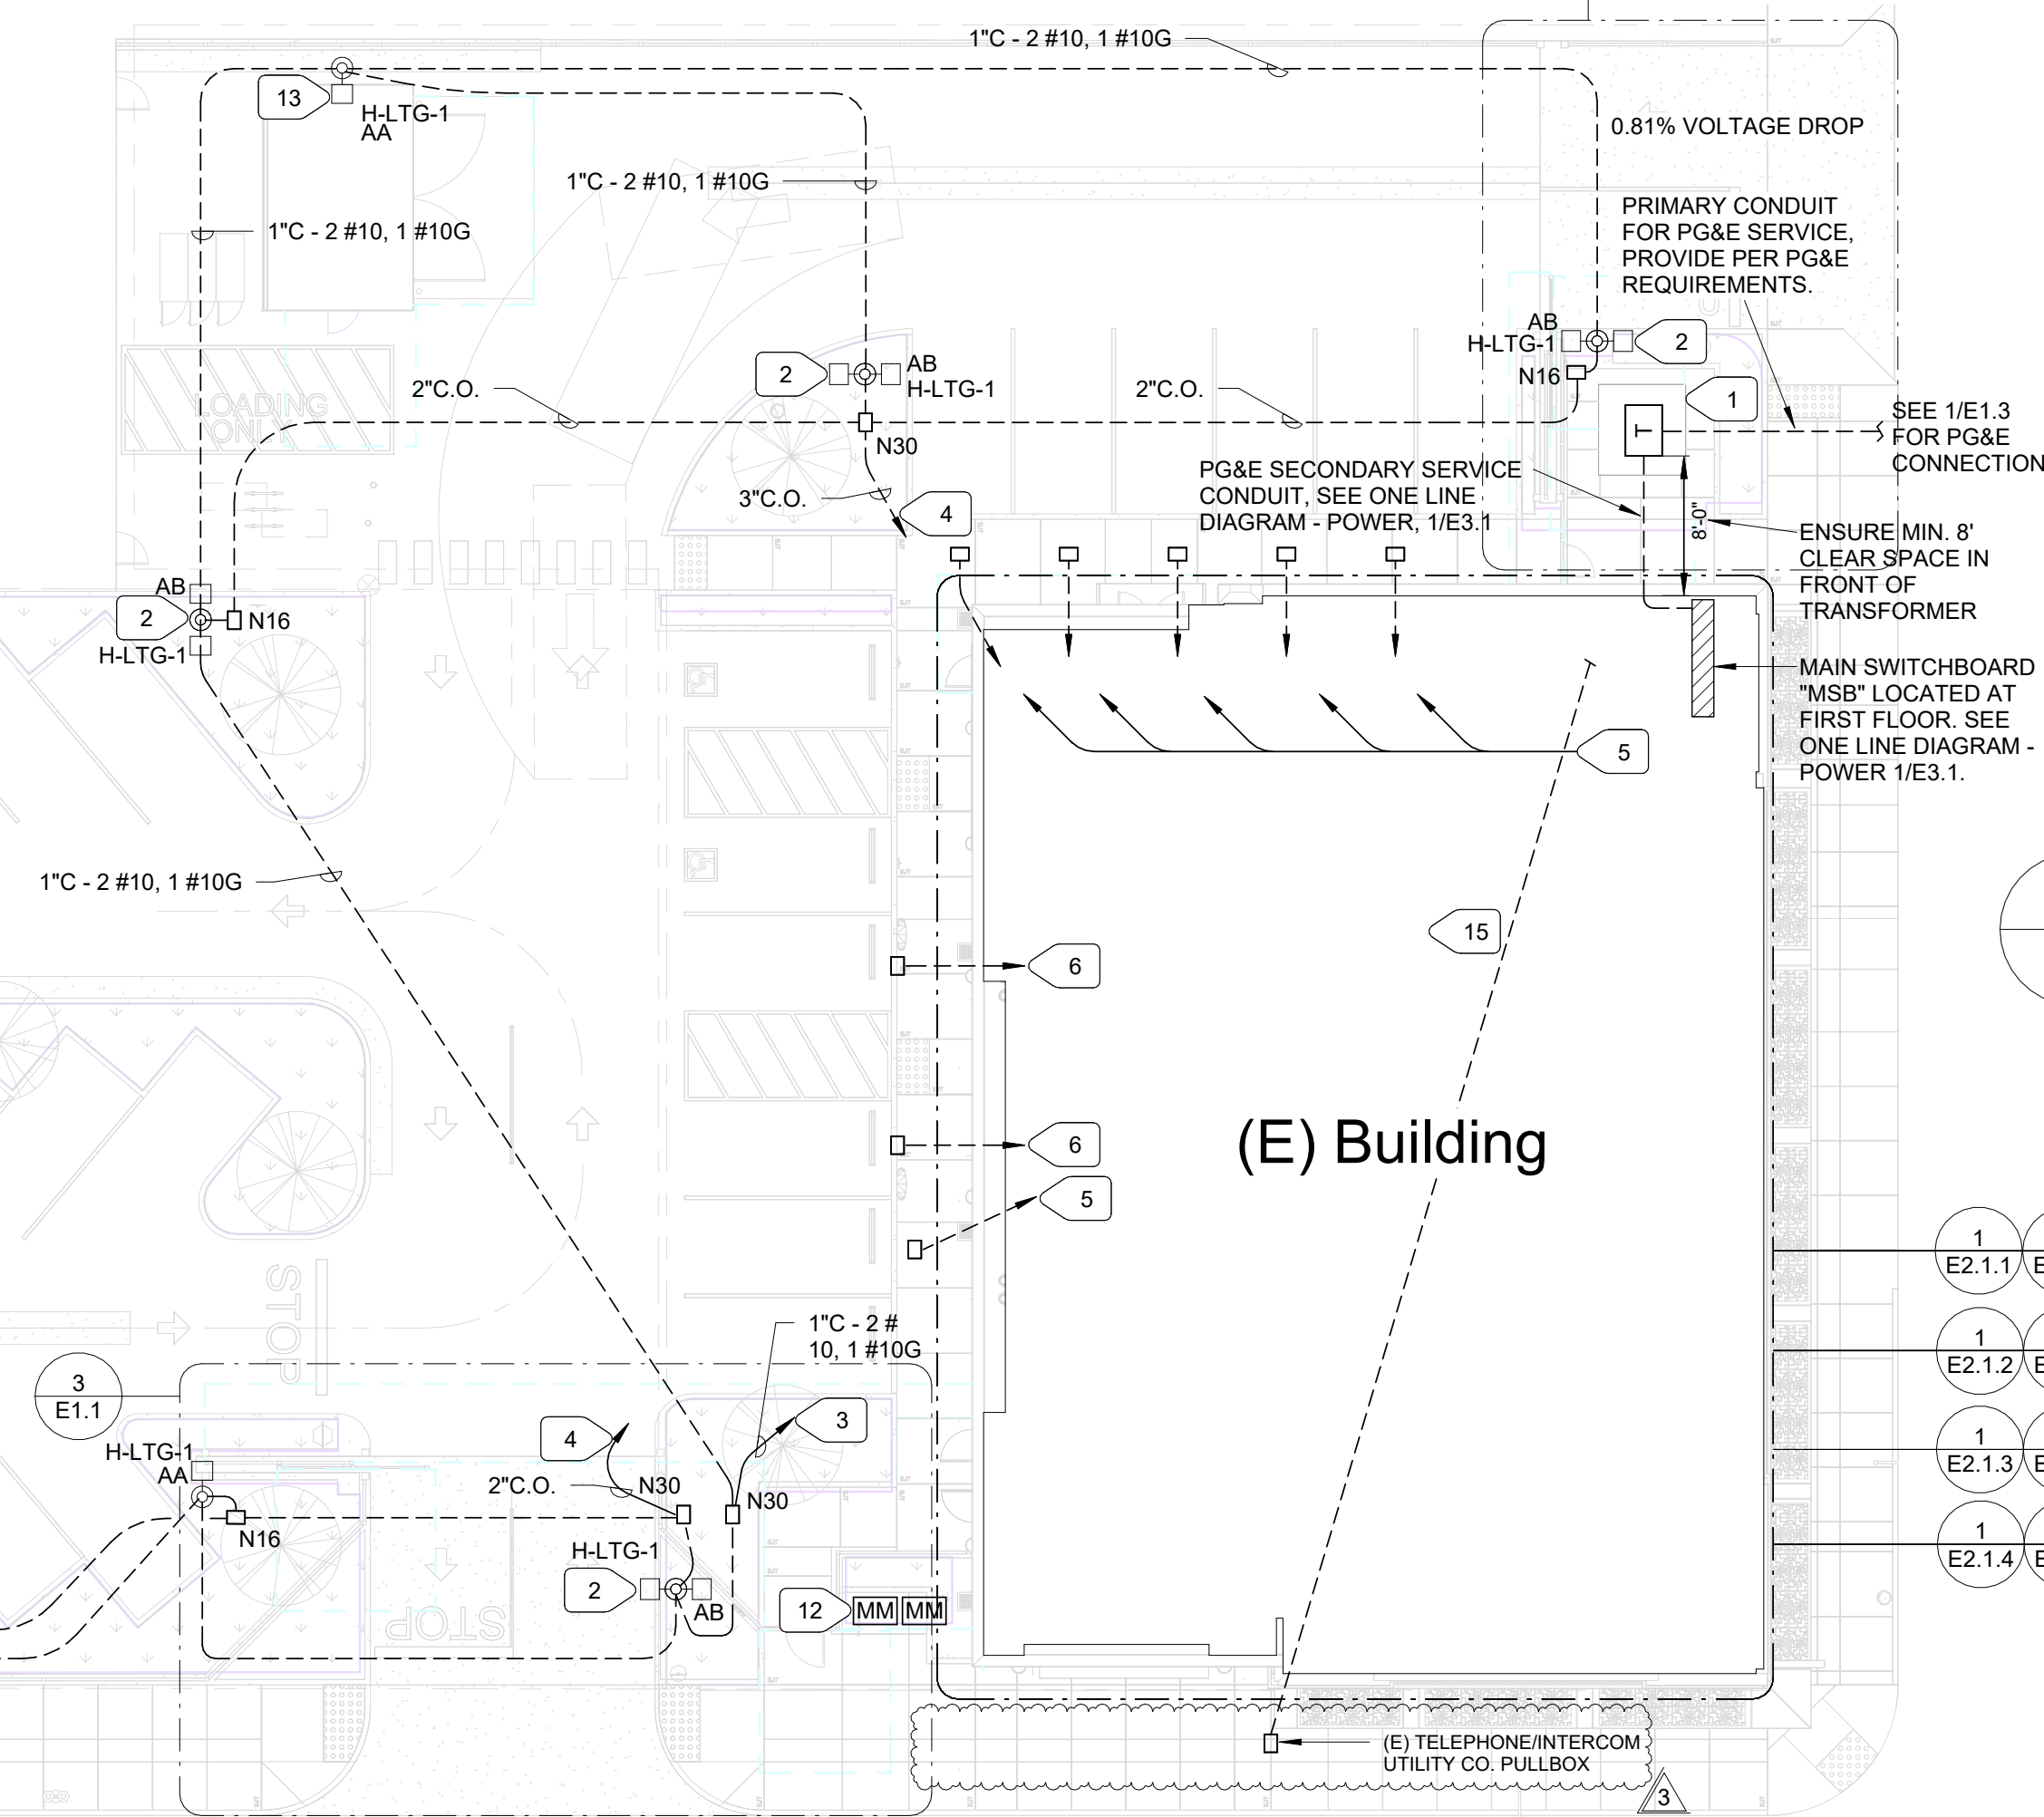 1"C - 2 #10, 1 #10G
13
H-LTG-1
AA
0.81% VOLTAGE DROP
1"C - 2 #10, 1 #10G
1"C - 2 #10, 1 #10G
PRIMARY CONDUIT
FOR PG&E SERVICE,
PROVIDE PER PG&E
REQUIREMENTS.
AB
H-LTG-1
2
N16
2
AB
H-LTG-1
2"C.O.
2"C.O.
1
LOADING
ONLY
T
SEE 1/E1.3
FOR PG&E
CONNECTION
N30
3"C.O.
4
PG&E SECONDARY SERVICE
CONDUIT, SEE ONE LINE
DIAGRAM - POWER, 1/E3.1
8'-0"
ENSURE MIN. 8'
CLEAR SPACE IN
FRONT OF
TRANSFORMER
AB
2
N16
H-LTG-1
MAIN SWITCHBOARD
"MSB" LOCATED AT
FIRST FLOOR. SEE
ONE LINE DIAGRAM -
POWER 1/E3.1.
5
1"C - 2 #10, 1 #10G
15
6
(E) Building
6
5
1
E2.1.1
E
STOP
1"C - 2 #
10, 1 #10G
1
E2.1.2
E
3
E1.1
4
3
H-LTG-1
AA
1
E2.1.3
E
2"C.O.
N30
N30
N16
1
E2.1.4
E
H-LTG-1
2
AB
12
MM
MM
STOP
(E) TELEPHONE/INTERCOM
UTILITY CO. PULLBOX
3